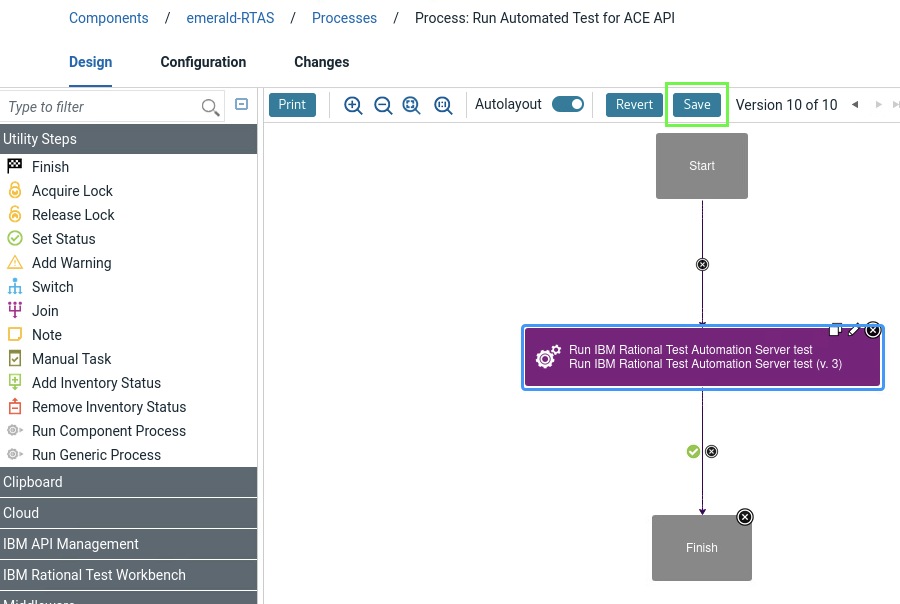 Components / emerald-RTAS / Processes / Process: Run Automated Test for ACE API
Design Configuration Changes
Type to filter
Print Autolayout Revert Save Version 10 of 10
Utility Steps
Finish
Acquire Lock
Release Lock
Set Status
Add Warning
Switch
Join
Note
Manual Task
Add Inventory Status
Remove Inventory Status
Run Component Process
Run Generic Process
Clipboard
Cloud
IBM API Management
IBM Rational Test Workbench
Middleware
Start
Run IBM Rational Test Automation Server test
Run IBM Rational Test Automation Server test (v. 3)
Finish